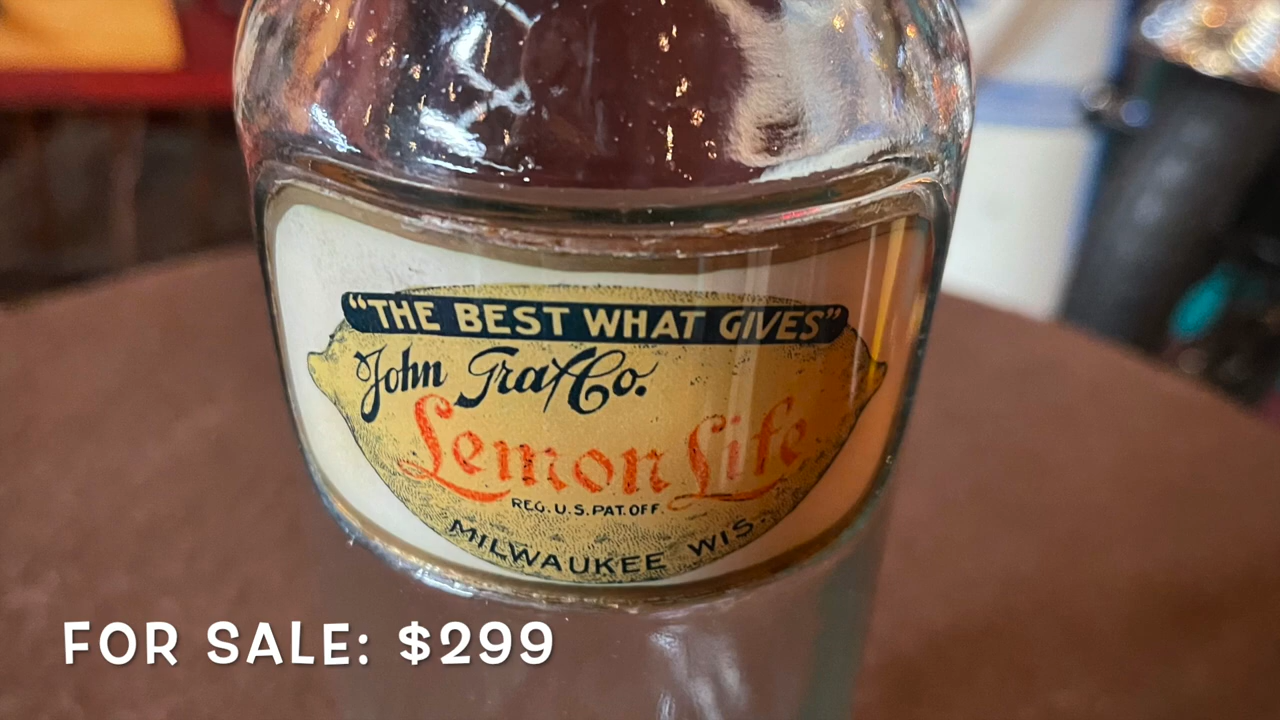 “THE BEST WHAT GIVES”
John Graf Co.
Lemon Life
REG. U.S. PAT. OFF.
MILWAUKEE WIS.
FOR SALE: $299